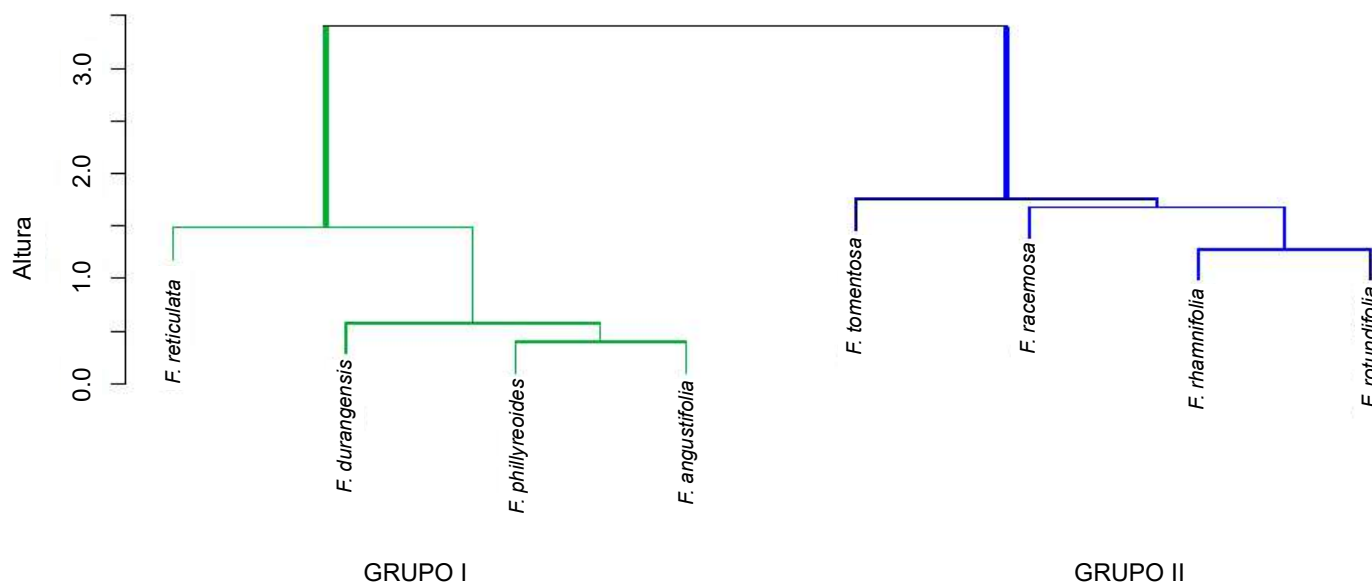 3.0
2.0
1.0
0.0
Altura
F. reticulata
F. durangensis
F. phillyreoides
F. angustifolia
F. tomentosa
F. racemosa
F. rhamnifolia
F. rotundifolia
GRUPO I
GRUPO II